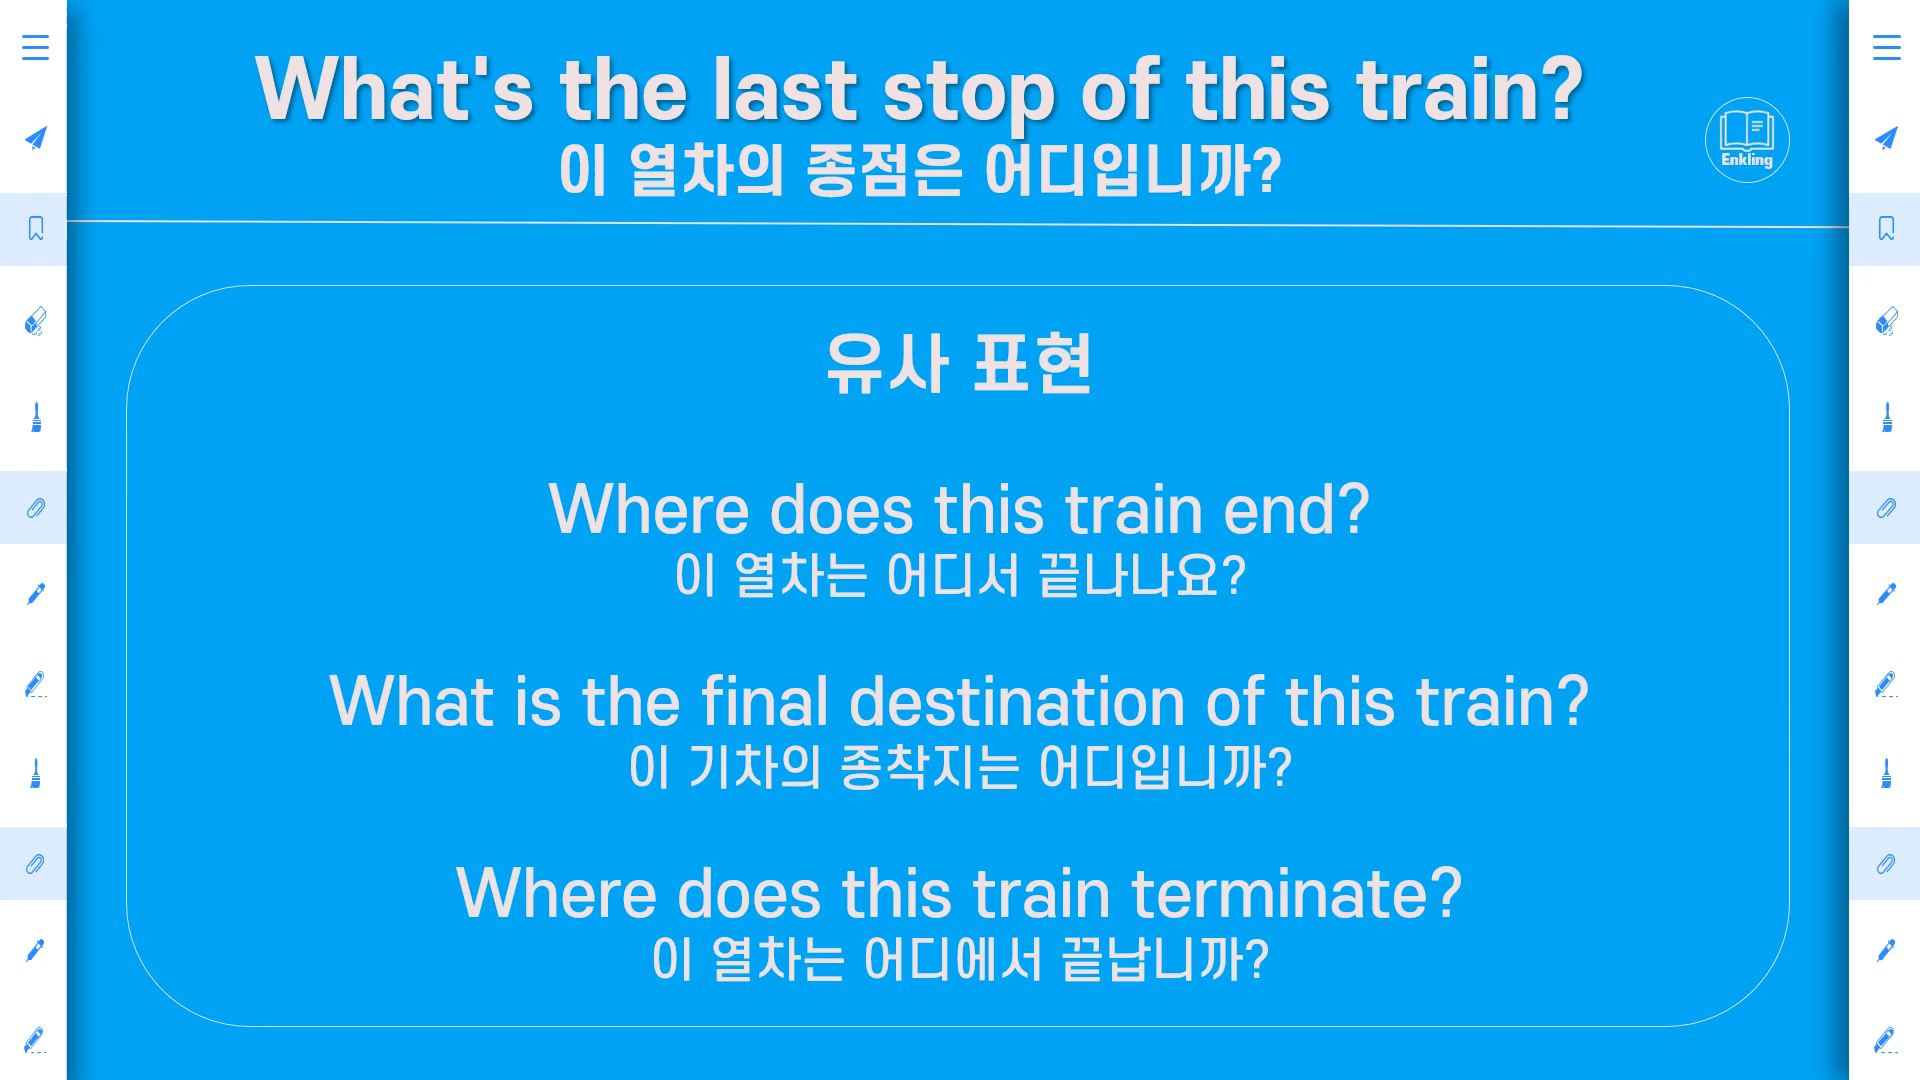 What's the last stop of this train?
이 열차의 종점은 어디입니까?
Enkling
유사 표현
Where does this train end?
이 열차는 어디서 끝나나요?
What is the final destination of this train?
이 기차의 종착지는 어디입니까?
Where does this train terminate?
이 열차는 어디에서 끝납니까?